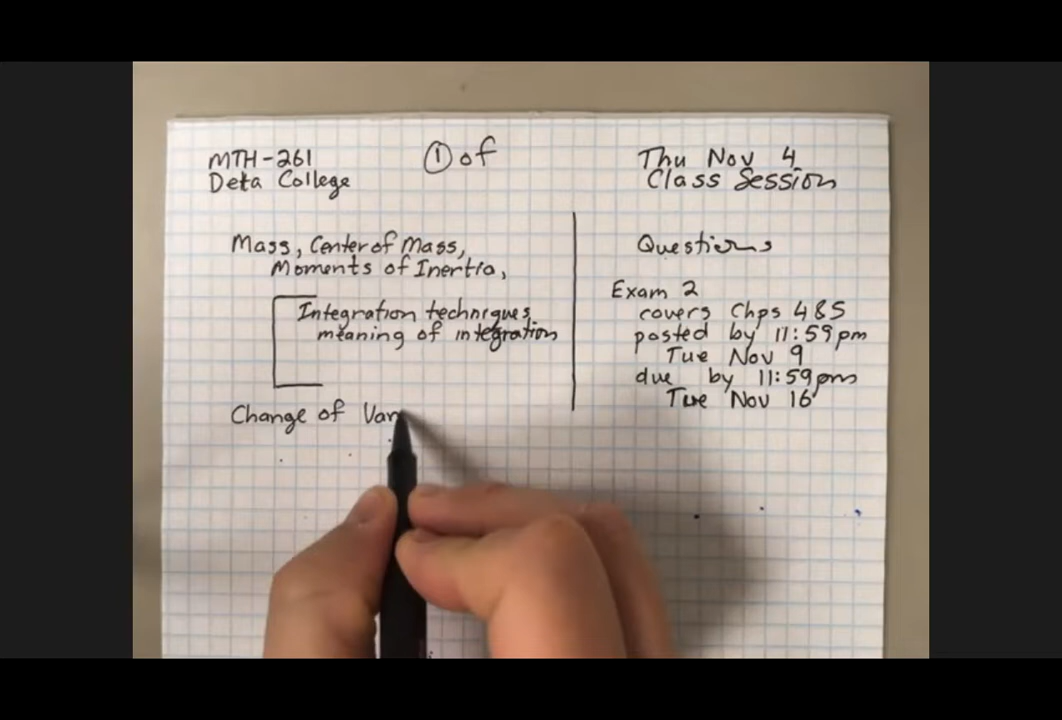 MTH-261
Deta College
① of
Thu Nov 4
Class Session
Mass, Center of Mass,
Moments of Inertia,
Integration techniques,
meaning of integration
Change of Var
Questions
Exam 2
covers Chps 4&5
posted by 11:59pm
Tue Nov 9
due by 11:59pm
Tue Nov 16